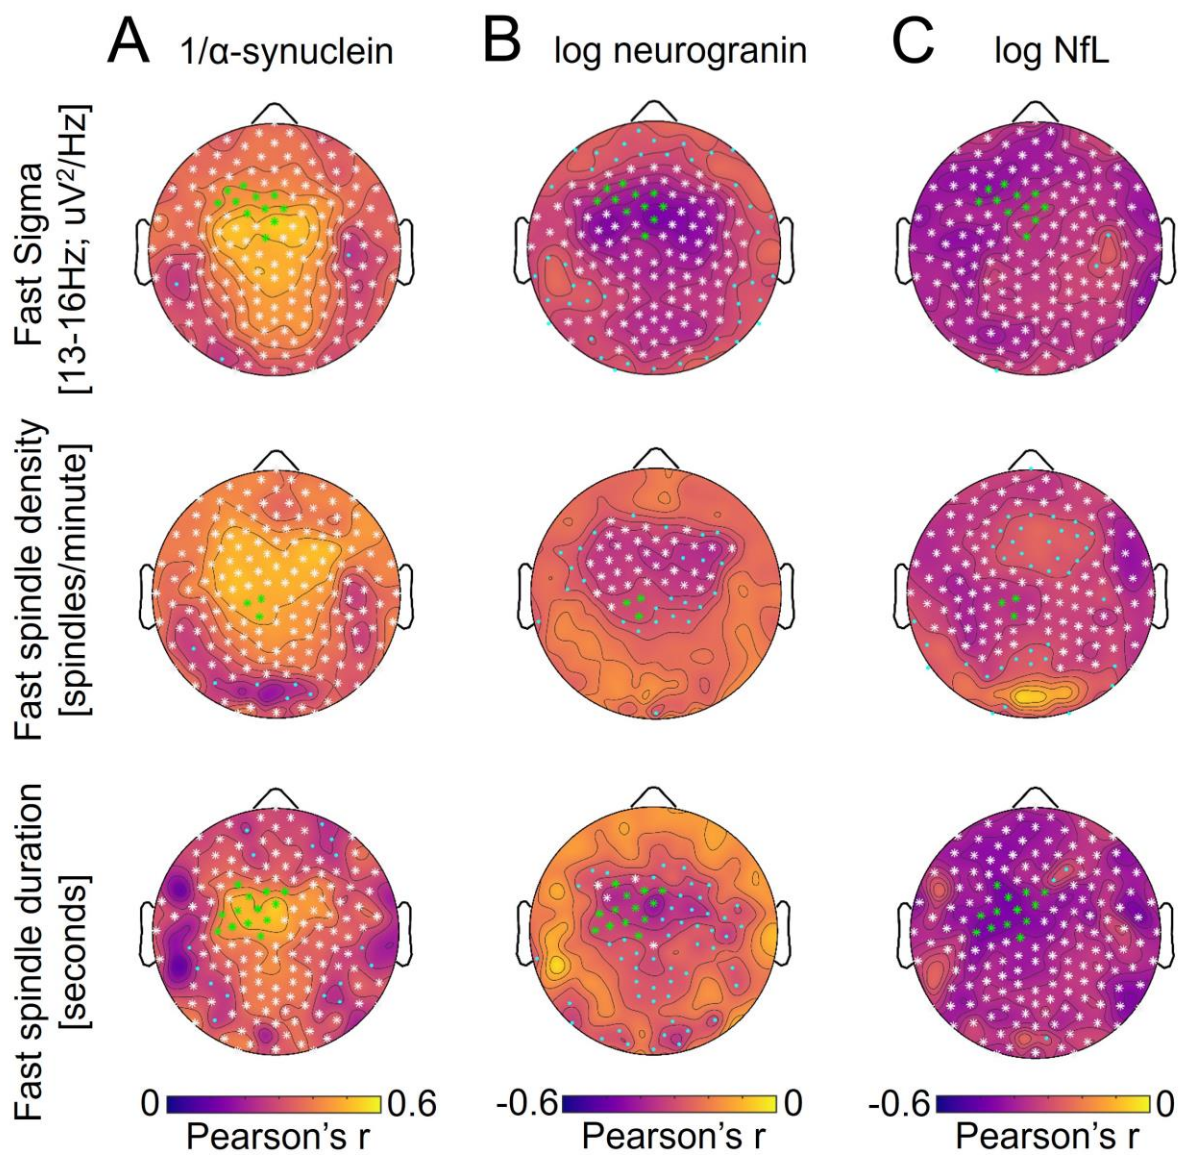 A 1/α-synuclein
B log neurogranin
C log NfL
Fast Sigma
[13-16Hz; uV²/Hz]
Fast spindle density
[spindles/minute]
Fast spindle duration
[seconds]
0 0.6
Pearson's r
-0.6 0
Pearson's r
-0.6 0
Pearson's r